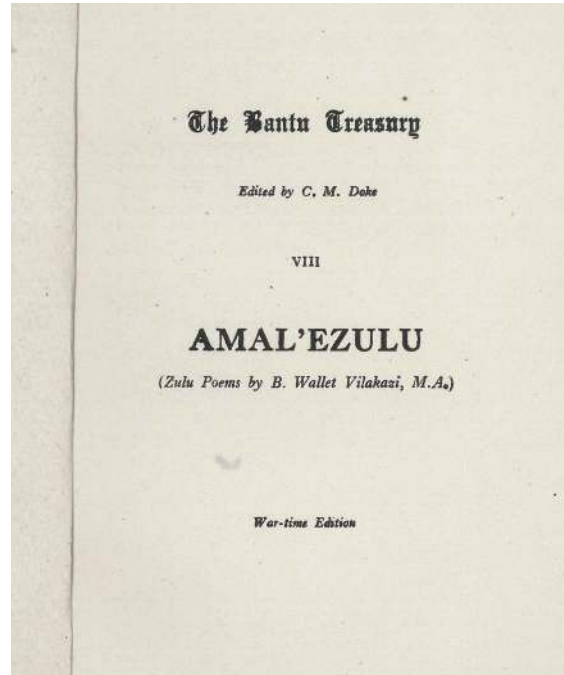 The Bantu Treasury
Edited by C. M. Doke
VIII
AMAL'EZULU
(Zulu Poems by B. Wallet Vilakazi, M.A.)
War-time Edition